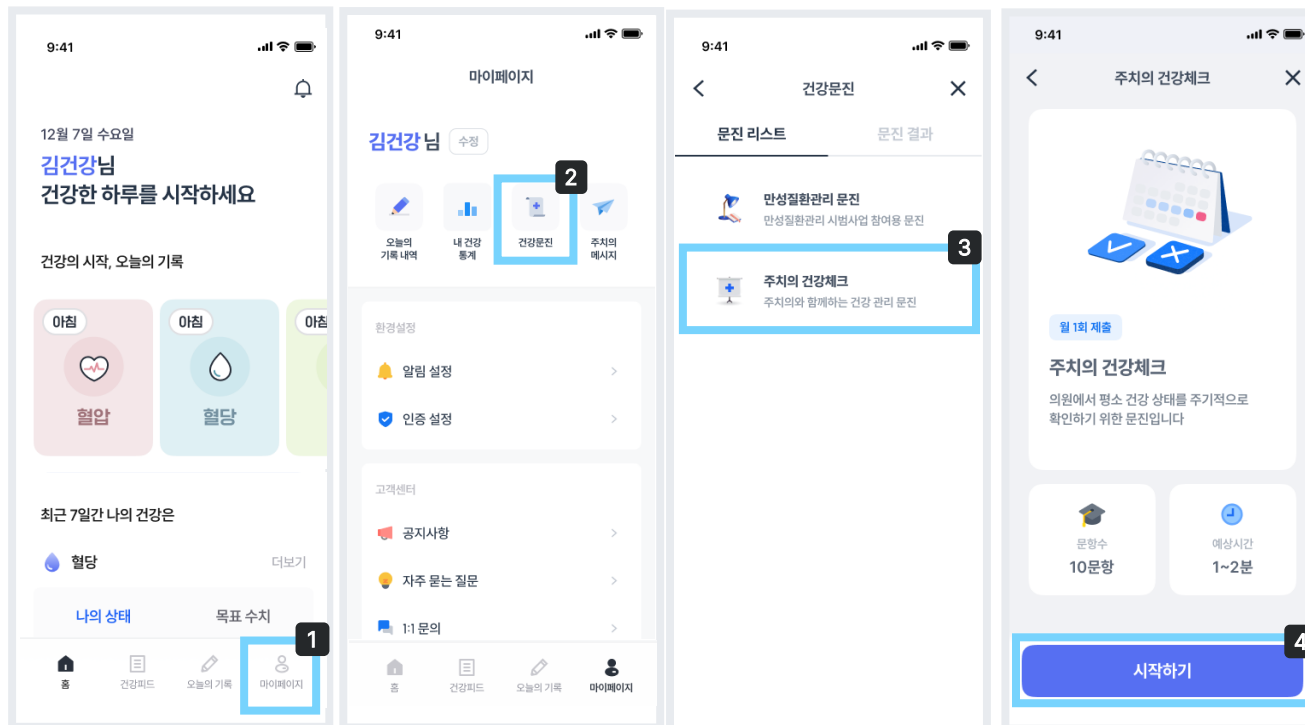 9:41
12월 7일 수요일
김건강님
건강한 하루를 시작하세요
건강의 시작, 오늘의 기록
아침
아침
아침
혈압
혈당
최근 7일간 나의 건강은
혈당
더보기
나의 상태
목표 수치
1
홈
건강피드
오늘의 기록
마이페이지
9:41
마이페이지
김건강 님
수정
2
오늘의
기록 내역
내 건강
통계
건강문진
주치의
메시지
환경설정
알림 설정
인증 설정
고객센터
공지사항
자주 묻는 질문
1:1 문의
홈
건강피드
오늘의 기록
마이페이지
9:41
건강문진
문진 리스트
문진 결과
만성질환관리 문진
만성질환관리 시범사업 참여용 문진
3
주치의 건강체크
주치의와 함께하는 건강 관리 문진
9:41
주치의 건강체크
월 1회 제출
주치의 건강체크
의원에서 평소 건강 상태를 주기적으로
확인하기 위한 문진입니다
문항수
10문항
예상시간
1~2분
4
시작하기